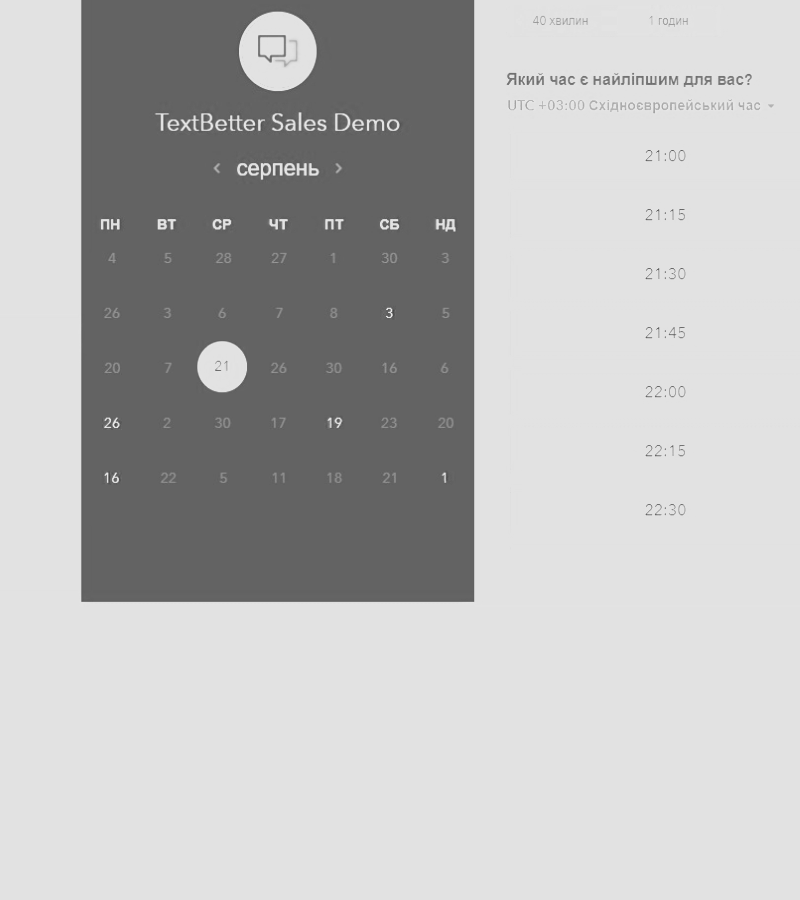 TextBetter Sales Demo
серпень
ПН ВТ СР ЧТ ПТ СБ НД
4 5 28 27 1 30 3
26 3 6 7 8 3 5
20 7 21 26 30 16 6
26 2 30 17 19 23 20
16 22 5 11 18 21 1
40 хвилин 1 годин
Який час є найліпшим для вас?
UTC +03:00 Східноєвропейський час
21:00
21:15
21:30
21:45
22:00
22:15
22:30